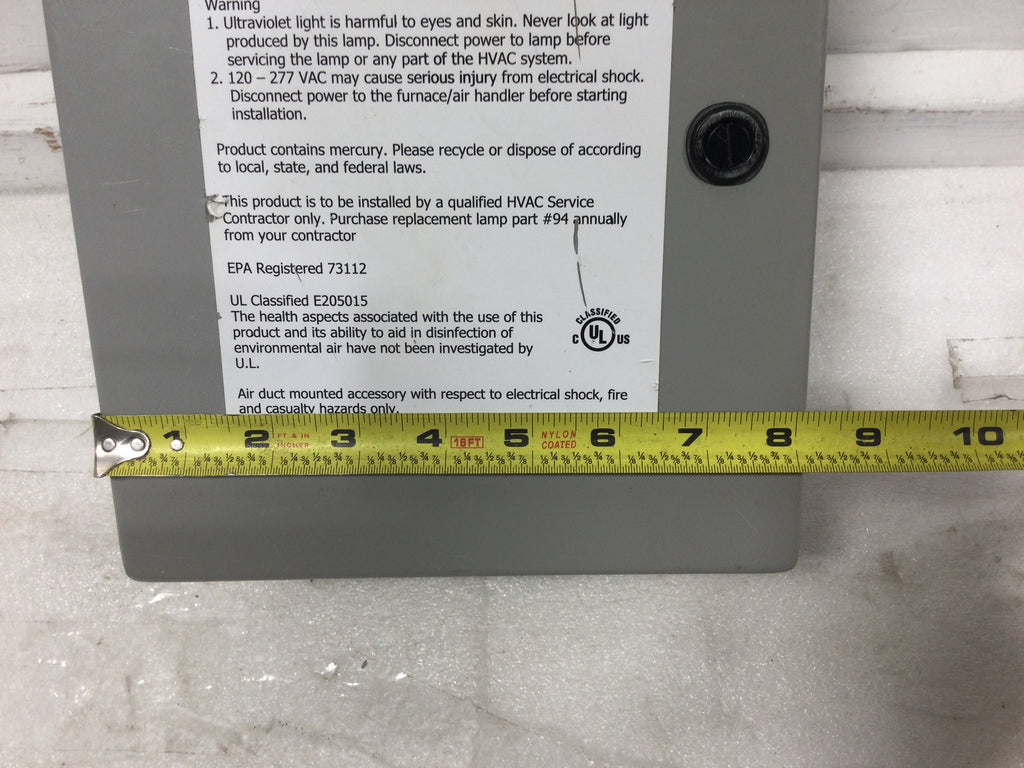 Warning
1. Ultraviolet light is harmful to eyes and skin. Never look at light
produced by this lamp. Disconnect power to lamp before
servicing the lamp or any part of the HVAC system.
2. 120 – 277 VAC may cause serious injury from electrical shock.
Disconnect power to the furnace/air handler before starting
installation.
Product contains mercury. Please recycle or dispose of according
to local, state, and federal laws.
This product is to be installed by a qualified HVAC Service
Contractor only. Purchase replacement lamp part #94 annually
from your contractor
EPA Registered 73112
UL Classified E205015
The health aspects associated with the use of this
product and its ability to aid in disinfection of
environmental air have not been investigated by
U.L.
CLASSIFIED
C UL US
Air duct mounted accessory with respect to electrical shock, fire
and casualty hazards only.
1 2 FT & IN 3 4 16FT 5 NYLON 6 7 8 9 10
INCHES COATED